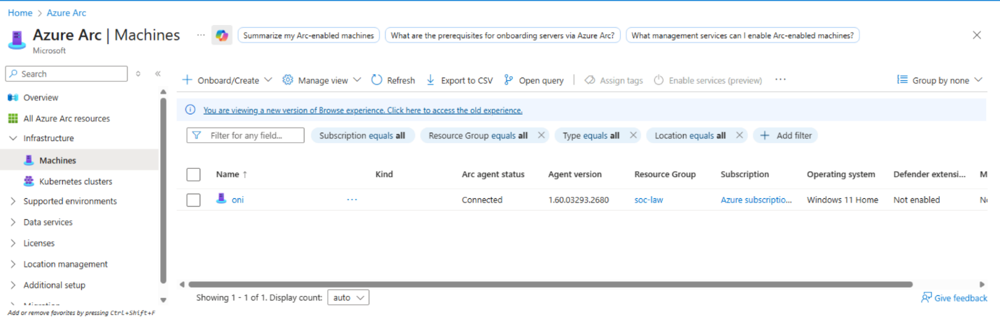 Home > Azure Arc
Azure Arc | Machines ... Summarize my Arc-enabled machines What are the prerequisites for onboarding servers via Azure Arc? What management services can I enable Arc-enabled machines?
Microsoft
Search
Onboard/Create Manage view Refresh Export to CSV Open query Assign tags Enable services (preview) ... Group by none
Overview
All Azure Arc resources
Infrastructure
Machines
Kubernetes clusters
Supported environments
Data services
Licenses
Location management
Additional setup
Migration
Add or remove favorites by pressing Ctrl+Shift+F
You are viewing a new version of Browse experience. Click here to access the old experience.
Filter for any field... Subscription equals all Resource Group equals all Type equals all Location equals all Add filter
Name ↑ Kind Arc agent status Agent version Resource Group Subscription Operating system Defender extensi... M
oni ... Connected 1.60.03293.2680 soc-law Azure subscriptio... Windows 11 Home Not enabled
Showing 1 - 1 of 1. Display count: auto
Give feedback